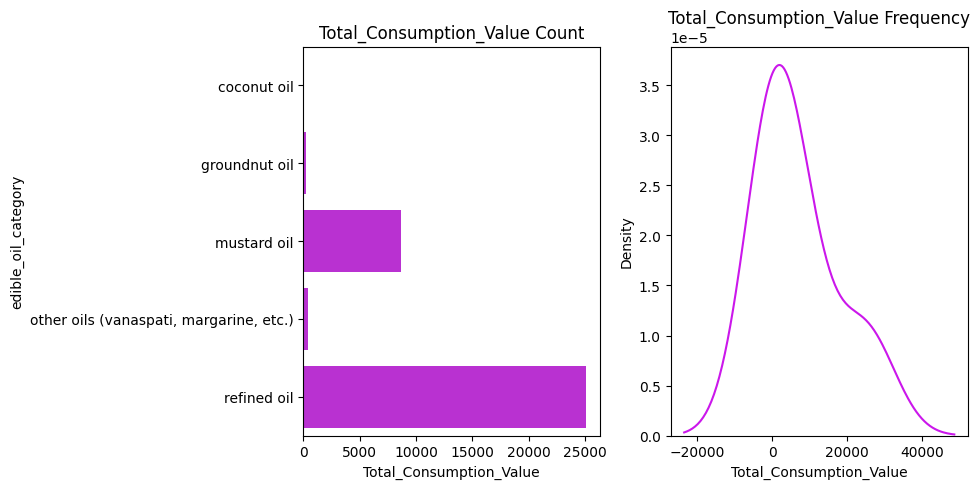 Total_Consumption_Value Count
edible_oil_category
coconut oil
groundnut oil
mustard oil
other oils (vanaspati, margarine, etc.)
refined oil
0 5000 10000 15000 20000 25000
Total_Consumption_Value
Total_Consumption_Value Frequency
1e−5
Density
3.5
3.0
2.5
2.0
1.5
1.0
0.5
0.0
−20000 0 20000 40000
Total_Consumption_Value